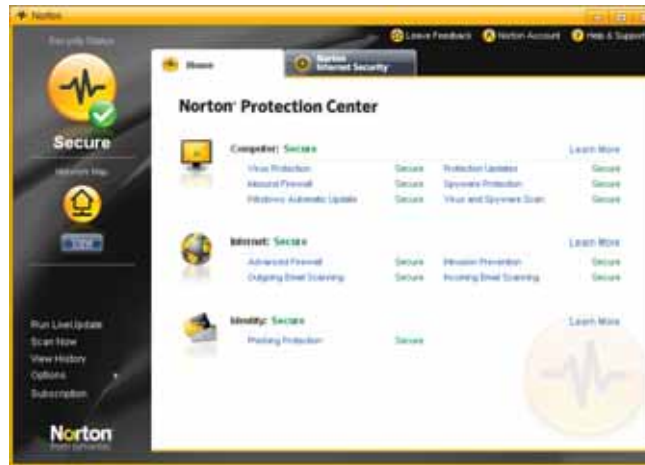 Norton
Security Status
Leave Feedback Norton Account Help & Support
Home
Norton Internet Security
Norton Protection Center
Secure
Network Map
Computer: Secure Learn More
Virus Protection Secure Protection Updates Secure
Inbound Firewall Secure Spyware Protection Secure
Windows Automatic Update Secure Virus and Spyware Scan Secure
Internet: Secure Learn More
Advanced Firewall Secure Intrusion Prevention Secure
Outgoing Email Scanning Secure Incoming Email Scanning Secure
Identity: Secure Learn More
Phishing Protection Secure
Run LiveUpdate
Scan Now
View History
Options
Subscription
Norton
from symantec